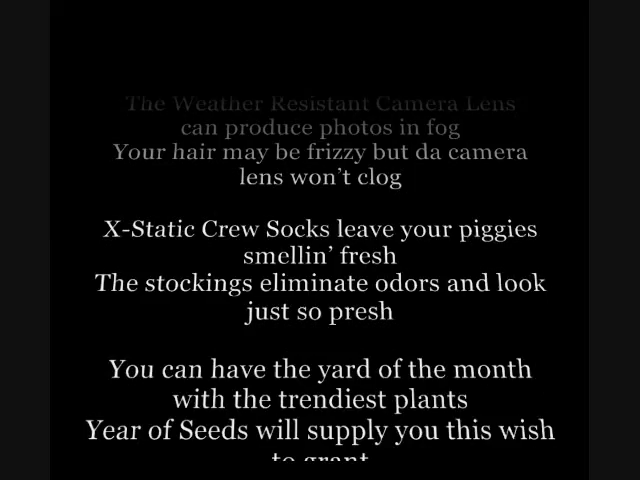 The Weather Resistant Camera Lens
can produce photos in fog
Your hair may be frizzy but da camera
lens won’t clog
X-Static Crew Socks leave your piggies
smellin’ fresh
The stockings eliminate odors and look
just so presh
You can have the yard of the month
with the trendiest plants
Year of Seeds will supply you this wish
to grant